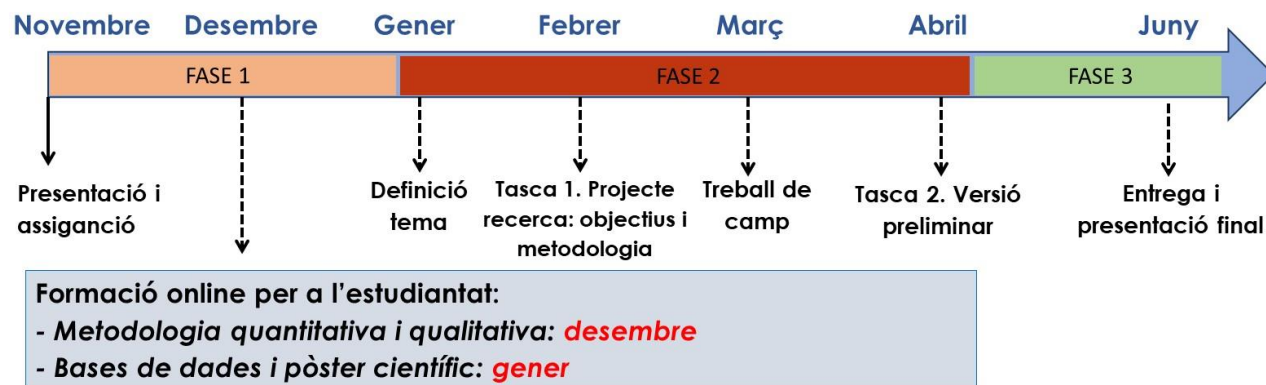 Novembre Desembre Gener Febrer Març Abril Juny
FASE 1 FASE 2 FASE 3
Presentació i
assiganció
Definició
tema
Tasca 1. Projecte
recerca: objectius i
metodologia
Treball de
camp
Tasca 2. Versió
preliminar
Entrega i
presentació final
Formació online per a l'estudiantat:
- Metodologia quantitativa i qualitativa: desembre
- Bases de dades i pòster científic: gener